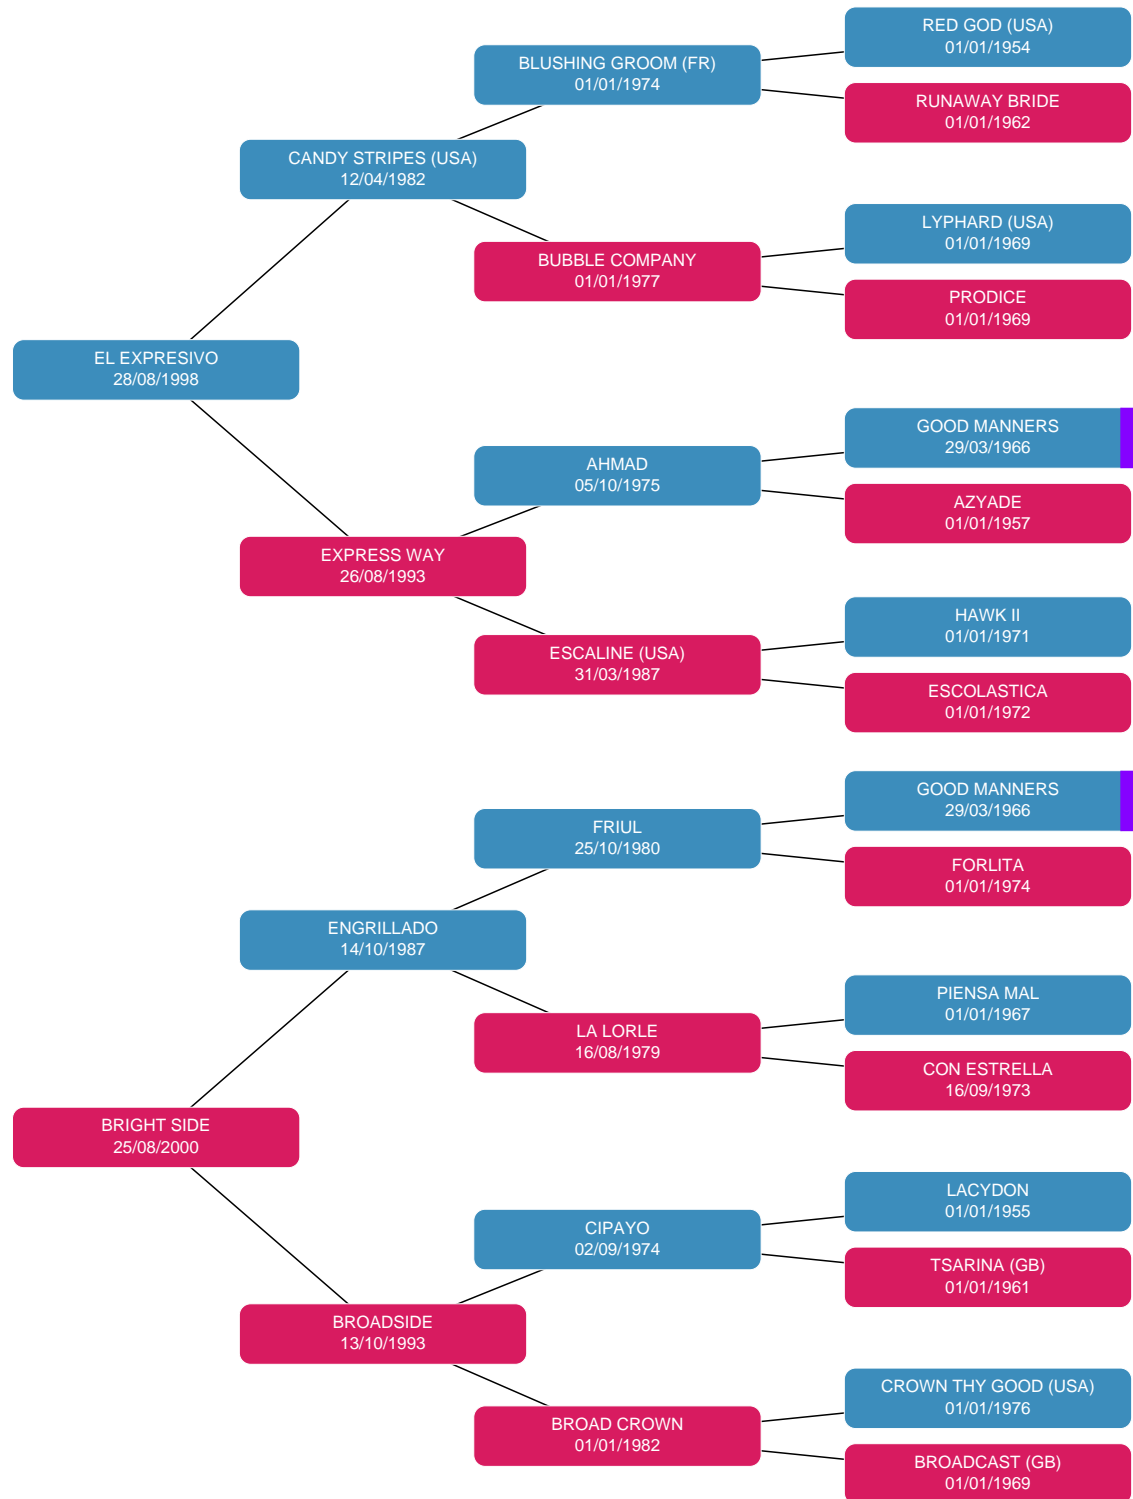 RED GOD (USA)
01/01/1954
BLUSHING GROOM (FR)
01/01/1974
RUNAWAY BRIDE
01/01/1962
CANDY STRIPES (USA)
12/04/1982
LYPHARD (USA)
01/01/1969
BUBBLE COMPANY
01/01/1977
PRODICE
01/01/1969
EL EXPRESIVO
28/08/1998
GOOD MANNERS
29/03/1966
AHMAD
05/10/1975
AZYADE
01/01/1957
EXPRESS WAY
26/08/1993
HAWK II
01/01/1971
ESCALINE (USA)
31/03/1987
ESCOLASTICA
01/01/1972
GOOD MANNERS
29/03/1966
FRIUL
25/10/1980
FORLITA
01/01/1974
ENGRILLADO
14/10/1987
PIENSA MAL
01/01/1967
LA LORLE
16/08/1979
CON ESTRELLA
16/09/1973
BRIGHT SIDE
25/08/2000
LACYDON
01/01/1955
CIPAYO
02/09/1974
TSARINA (GB)
01/01/1961
BROADSIDE
13/10/1993
CROWN THY GOOD (USA)
01/01/1976
BROAD CROWN
01/01/1982
BROADCAST (GB)
01/01/1969